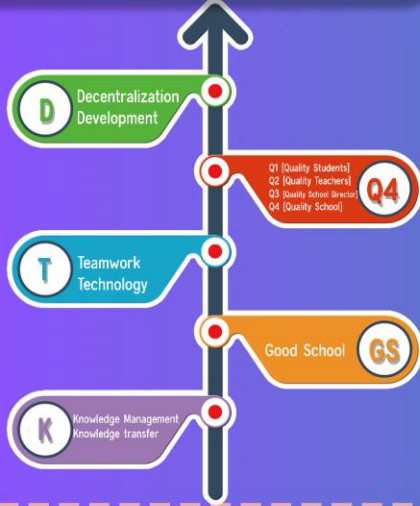 D
Decentralization
Development
Q1 [Quality Students]
Q2 [Quality Teachers]
Q3 [Quality School Director]
Q4 [Quality School]
Q4
T
Teamwork
Technology
Good School
GS
K
Knowledge Management
Knowledge transfer